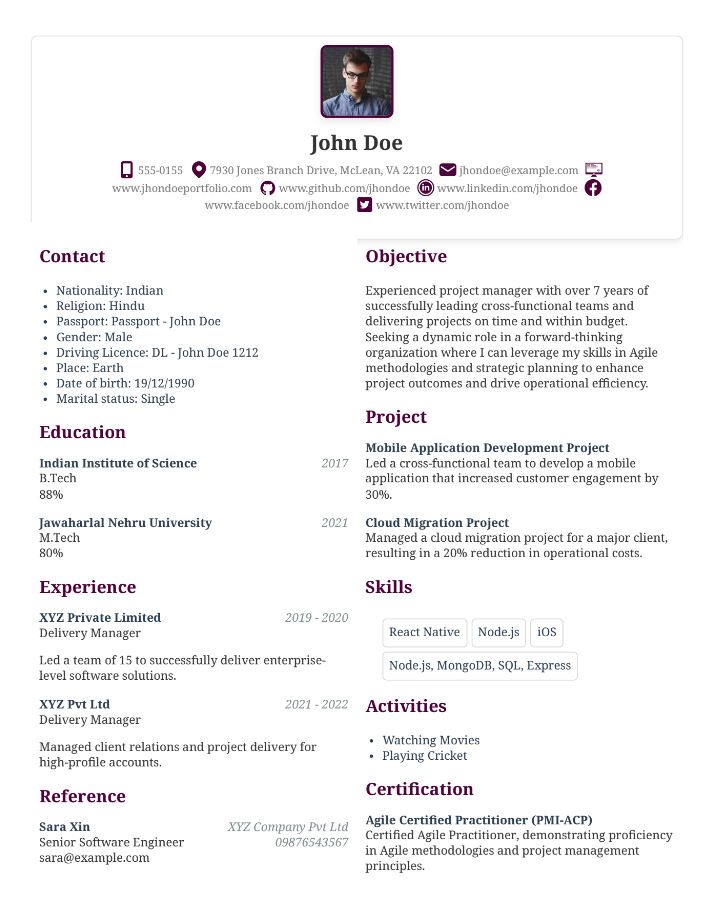 John Doe
555-0155 7930 Jones Branch Drive, McLean, VA 22102 jhondoe@example.com
www.jhondoeportfolio.com www.github.com/jhondoe www.linkedin.com/jhondoe
www.facebook.com/jhondoe www.twitter.com/jhondoe
Contact
Nationality: Indian
Religion: Hindu
Passport: Passport - John Doe
Gender: Male
Driving Licence: DL - John Doe 1212
Place: Earth
Date of birth: 19/12/1990
Marital status: Single
Education
Indian Institute of Science 2017
B.Tech
88%
Jawaharlal Nehru University 2021
M.Tech
80%
Experience
XYZ Private Limited 2019 - 2020
Delivery Manager
Led a team of 15 to successfully deliver enterprise-
level software solutions.
XYZ Pvt Ltd 2021 - 2022
Delivery Manager
Managed client relations and project delivery for
high-profile accounts.
Reference
Sara Xin XYZ Company Pvt Ltd
Senior Software Engineer 09876543567
sara@example.com
Objective
Experienced project manager with over 7 years of
successfully leading cross-functional teams and
delivering projects on time and within budget.
Seeking a dynamic role in a forward-thinking
organization where I can leverage my skills in Agile
methodologies and strategic planning to enhance
project outcomes and drive operational efficiency.
Project
Mobile Application Development Project
Led a cross-functional team to develop a mobile
application that increased customer engagement by
30%.
Cloud Migration Project
Managed a cloud migration project for a major client,
resulting in a 20% reduction in operational costs.
Skills
React Native Node.js iOS
Node.js, MongoDB, SQL, Express
Activities
Watching Movies
Playing Cricket
Certification
Agile Certified Practitioner (PMI-ACP)
Certified Agile Practitioner, demonstrating proficiency
in Agile methodologies and project management
principles.